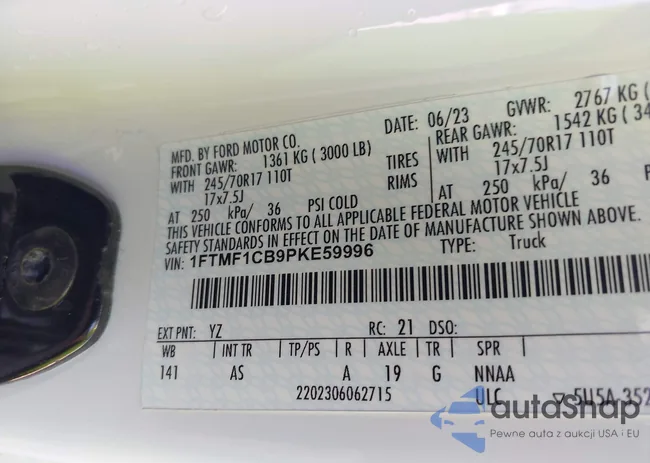 MFD. BY FORD MOTOR CO. DATE: 06/23 GVWR: 2767 KG (
FRONT GAWR: 1361 KG ( 3000 LB) REAR GAWR: 1542 KG ( 34
WITH 245/70R17 110T TIRES WITH 245/70R17 110T
17x7.5J RIMS 17x7.5J
AT 250 kPa/ 36 PSI COLD AT 250 kPa/ 36
THIS VEHICLE CONFORMS TO ALL APPLICABLE FEDERAL MOTOR VEHICLE
SAFETY STANDARDS IN EFFECT ON THE DATE OF MANUFACTURE SHOWN ABOVE.
VIN: 1FTMF1CB9PKE59996 TYPE: Truck
EXT PNT: YZ RC: 21 DSO:
WB INT TR TP/PS R AXLE TR SPR
141 AS A 19 G NNAA
2202306062715 ULC 5U5A-352
autoSnap
Pewne auta z aukcji USA i EU